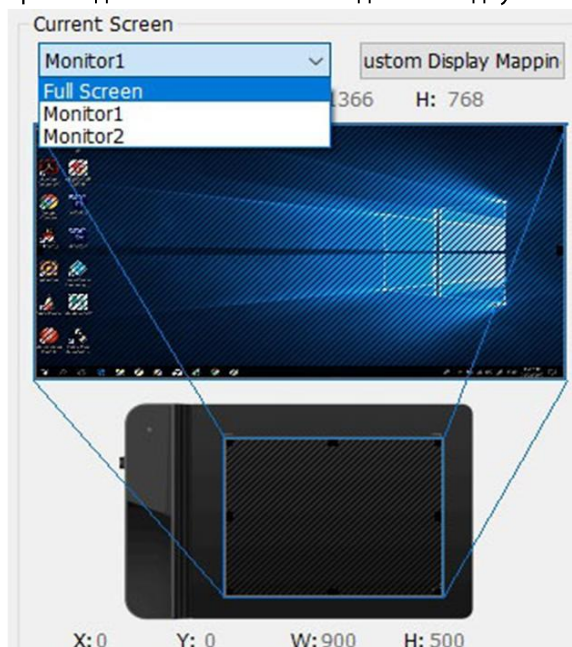 Current Screen
Monitor1 ustom Display Mappin
Full Screen 1366 H: 768
Monitor1
Monitor2
X: 0 Y: 0 W: 900 H: 500